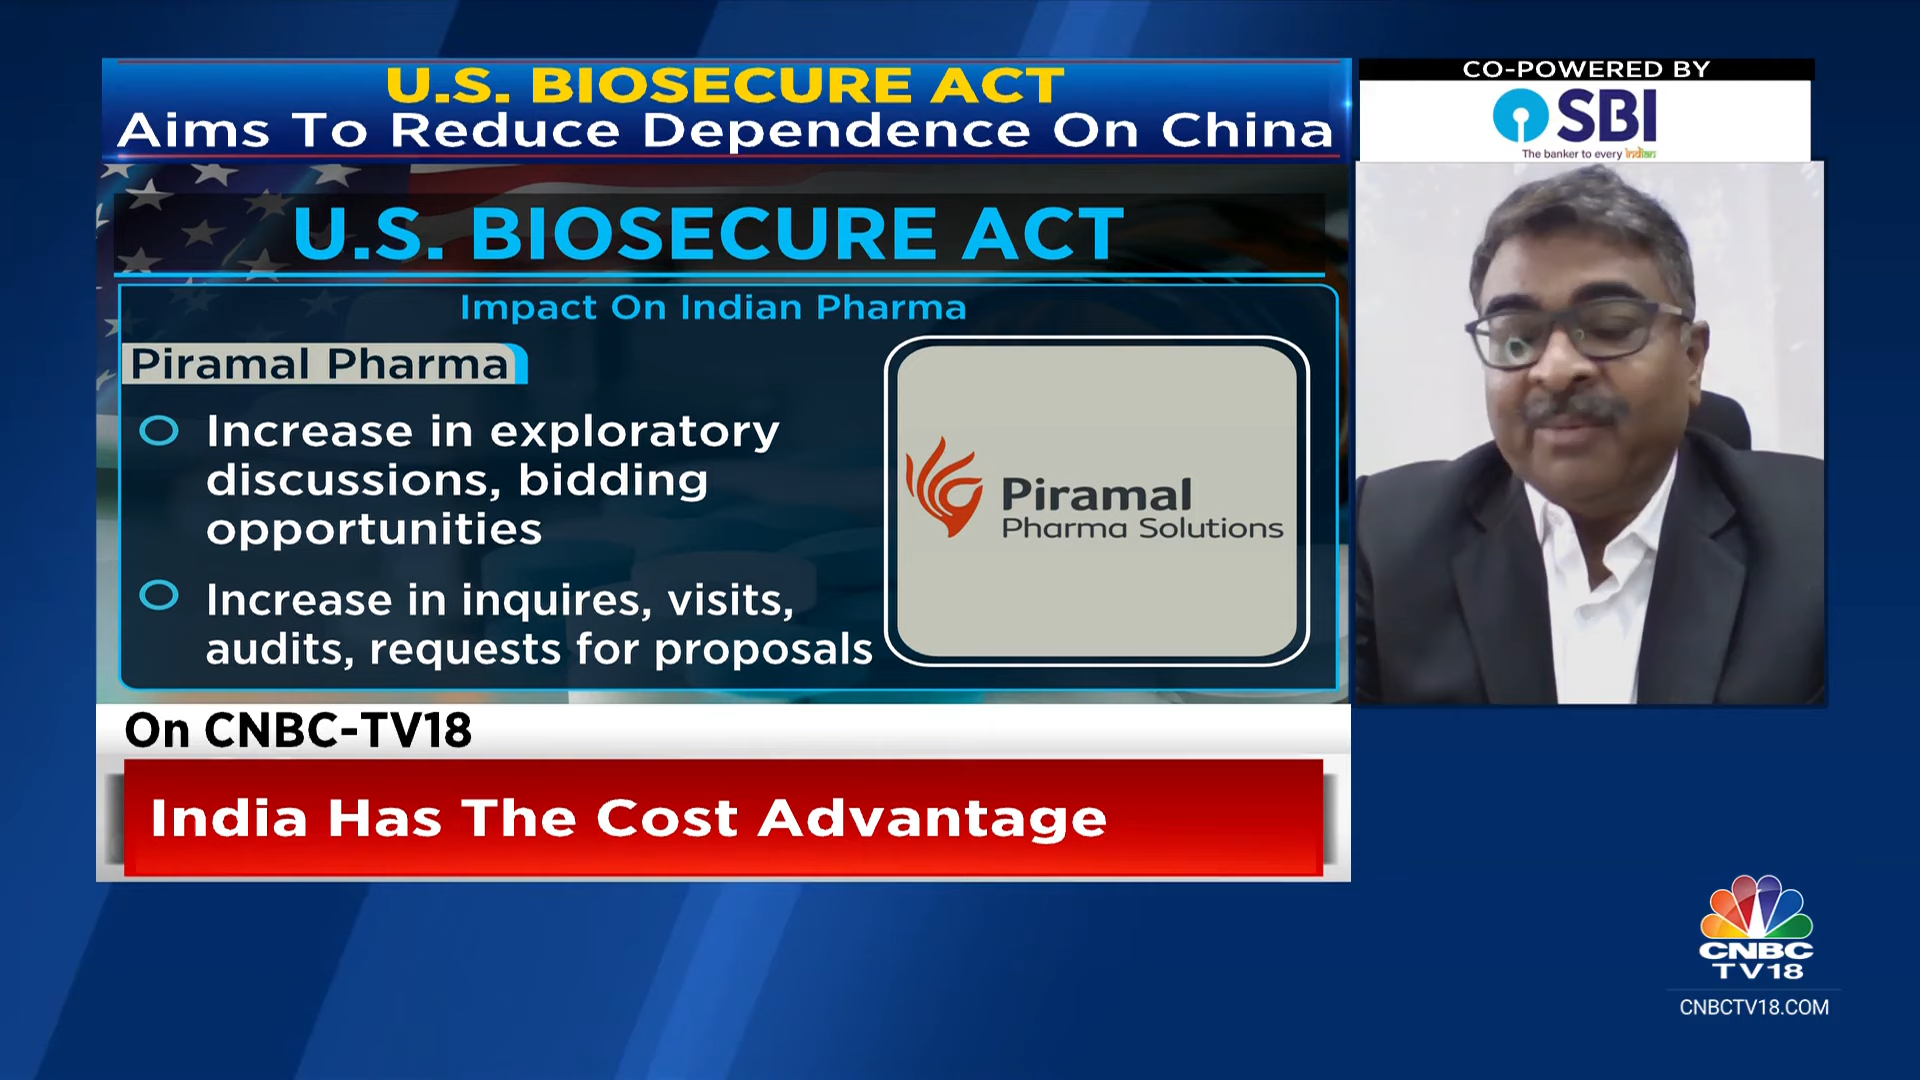 U.S. BIOSECURE ACT
Aims To Reduce Dependence On China
CO-POWERED BY
SBI
The banker to every indian
U.S. BIOSECURE ACT
Impact On Indian Pharma
Piramal Pharma
Increase in exploratory
discussions, bidding
opportunities
Increase in inquires, visits,
audits, requests for proposals
Piramal
Pharma Solutions
On CNBC-TV18
India Has The Cost Advantage
CNBC
TV18
CNBCTV18.COM